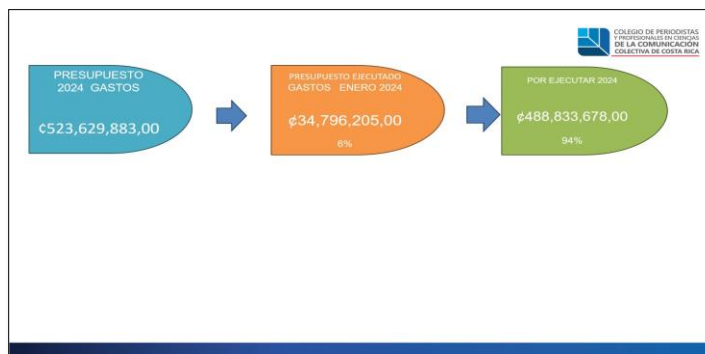 COLEGIO DE PERIODISTAS
Y PROFESIONALES EN CIENCIAS
DE LA COMUNICACIÓN
COLECTIVA DE COSTA RICA
PRESUPUESTO
2024 GASTOS
¢523,629,883,00
PRESUPUESTO EJECUTADO
GASTOS ENERO 2024
¢34,796,205,00
6%
POR EJECUTAR 2024
¢488,833,678,00
94%